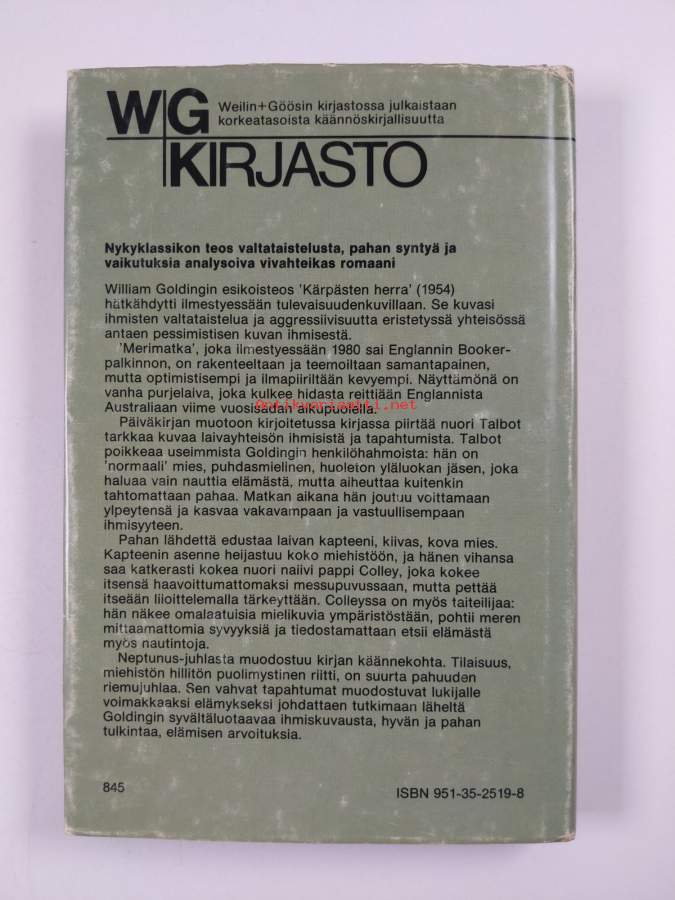 WG
Weilin+Göösin kirjastossa julkaistaan
korkeatasoista käännöskirjallisuutta
KIRJASTO
Nykyklassikon teos valtataistelusta, pahan syntyä ja
vaikutuksia analysoiva vivahteikas romaani
William Goldingin esikoisteos 'Kärpästen herra' (1954)
hätkähdytti ilmestyessään tulevaisuudenkuvillaan. Se kuvasi
ihmisten valtataistelua ja aggressiivisuutta eristetyssä yhteisössä
antaen pessimistisen kuvan ihmisestä.
'Merimatka', joka ilmestyessään 1980 sai Englannin Booker-
palkinnon, on rakenteeltaan ja teemoiltaan samantapainen,
mutta optimistisempi ja ilmapiiriltään kevyempi. Näyttämönä on
vanha purjelaiva, joka kulkee hidasta reittiään Englannista
Australiaan viime vuosisadan alkupuolella.
Antikvariaatti.net
Päiväkirjan muotoon kirjoitetussa kirjassa piirtää nuori Talbot
tarkkaa kuvaa laivayhteisön ihmisistä ja tapahtumista. Talbot
poikkeaa useimmista Goldingin henkilöhahmoista: hän on
'normaali' mies, puhdasmielinen, huoleton yläluokan jäsen, joka
haluaa vain nauttia elämästä, mutta aiheuttaa kuitenkin
tahtomattaan pahaa. Matkan aikana hän joutuu voittamaan
ylpeytensä ja kasvaa vakavampaan ja vastuullisempaan
ihmisyyteen.
Pahan lähdettä edustaa laivan kapteeni, kiivas, kova mies.
Kapteenin asenne heijastuu koko miehistöön, ja hänen vihansa
saa katkerasti kokea nuori naiivi pappi Colley, joka kokee
itsensä haavoittumattomaksi messupuvussaan, mutta pettää
itseään liioittelemalla tärkeyttään. Colleyssa on myös taiteilijaa:
hän näkee omalaatuisia mielikuvia ympäristöstään, pohtii meren
mittaamattomia syvyyksiä ja tiedostamattaan etsii elämästä
myös nautintoja.
Neptunus-juhlasta muodostuu kirjan käännekohta. Tilaisuus,
miehistön hillitön puolimystinen riitti, on suurta pahuuden
riemujuhlaa. Sen vahvat tapahtumat muodostuvat lukijalle
voimakkaaksi elämykseksi johdattaen tutkimaan läheltä
Goldingin syvältäluotaavaa ihmiskuvausta, hyvän ja pahan
tulkintaa, elämisen arvoituksia.
845
ISBN 951-35-2519-8